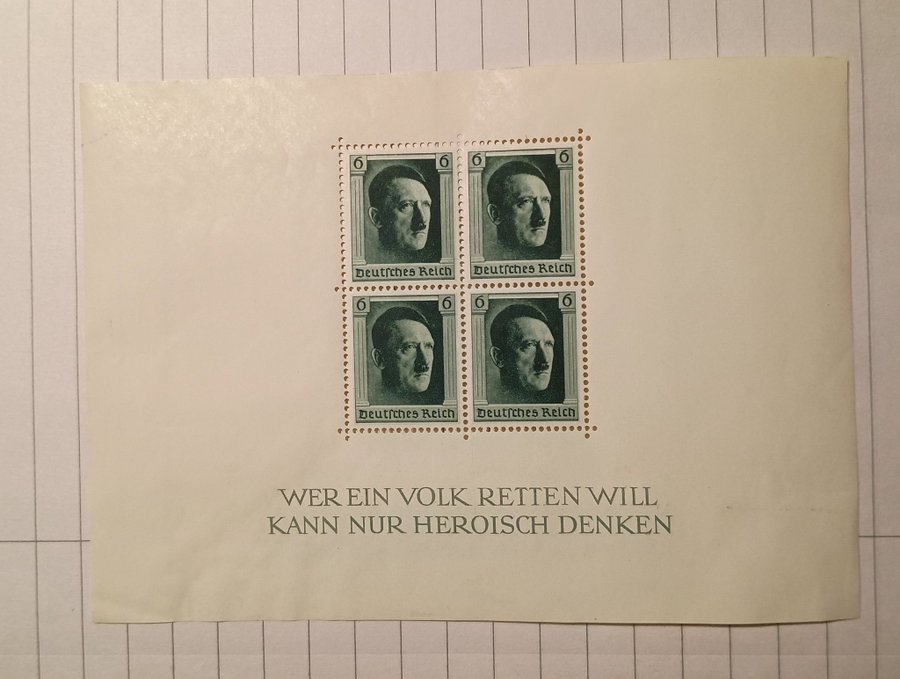 6 6 6 6
Deutsches Reich Deutsches Reich
6 6 6 6
Deutsches Reich Deutsches Reich
WER EIN VOLK RETTEN WILL
KANN NUR HEROISCH DENKEN